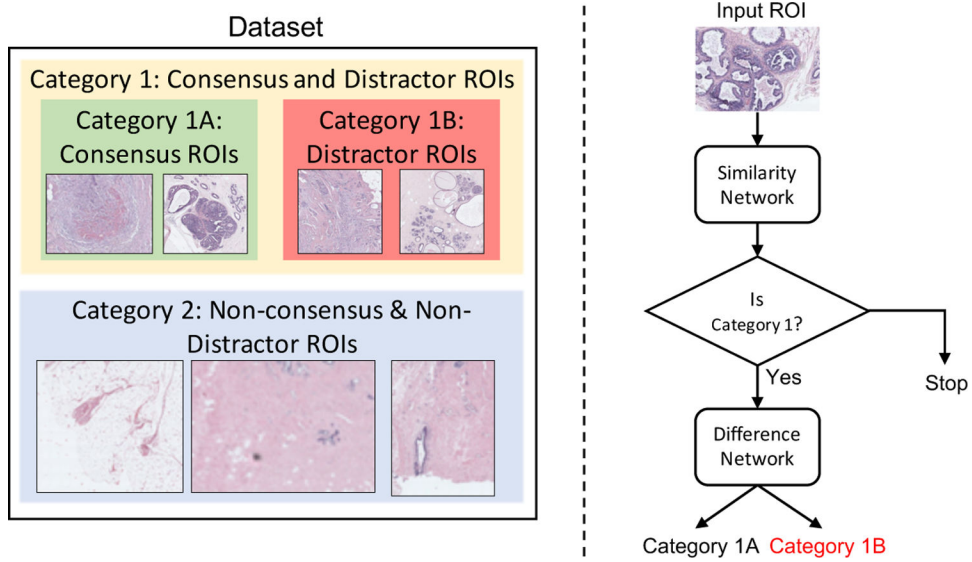 Dataset
Category 1: Consensus and Distractor ROIs
Category 1A:
Consensus ROIs
Category 1B:
Distractor ROIs
Category 2: Non-consensus & Non-
Distractor ROIs
Input ROI
Similarity
Network
Is
Category 1?
Yes
Stop
Difference
Network
Category 1A
Category 1B